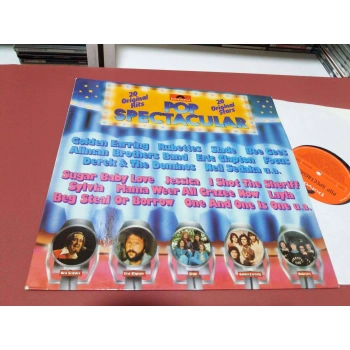 20
Original
Hits
polydor
20
Original
Stars
POP
SPECTACULAR
Golden Earring Rubettes Slade Bee Gees
Allman Brothers Band Eric Clapton Focus
Derek & The Dominos Neil Sedaka u.a.
Sugar Baby Love Jessica I Shot The Sheriff
Sylvia Mama Weer All Crazee Now Layla
Beg Steal Or Borrow One And One Is One u.a.